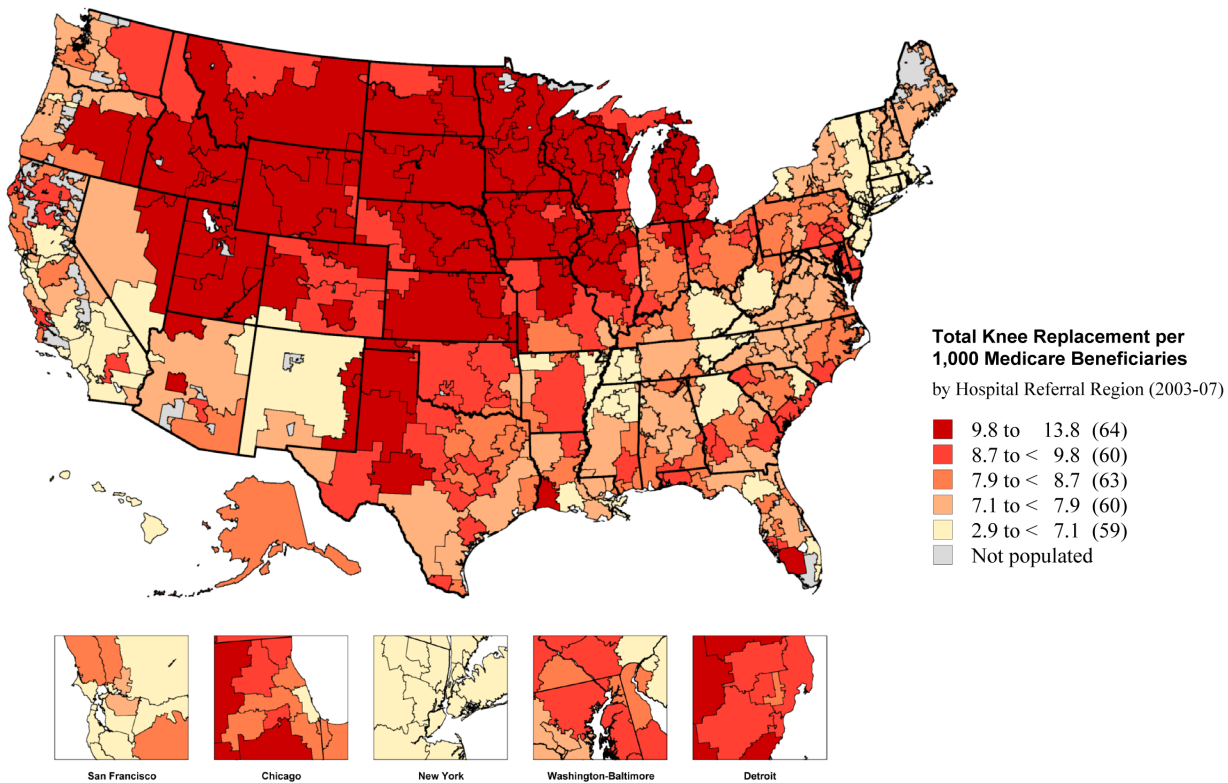 Total Knee Replacement per
1,000 Medicare Beneficiaries
by Hospital Referral Region (2003-07)
9.8 to 13.8 (64)
8.7 to < 9.8 (60)
7.9 to < 8.7 (63)
7.1 to < 7.9 (60)
2.9 to < 7.1 (59)
Not populated
San Francisco
Chicago
New York
Washington-Baltimore
Detroit